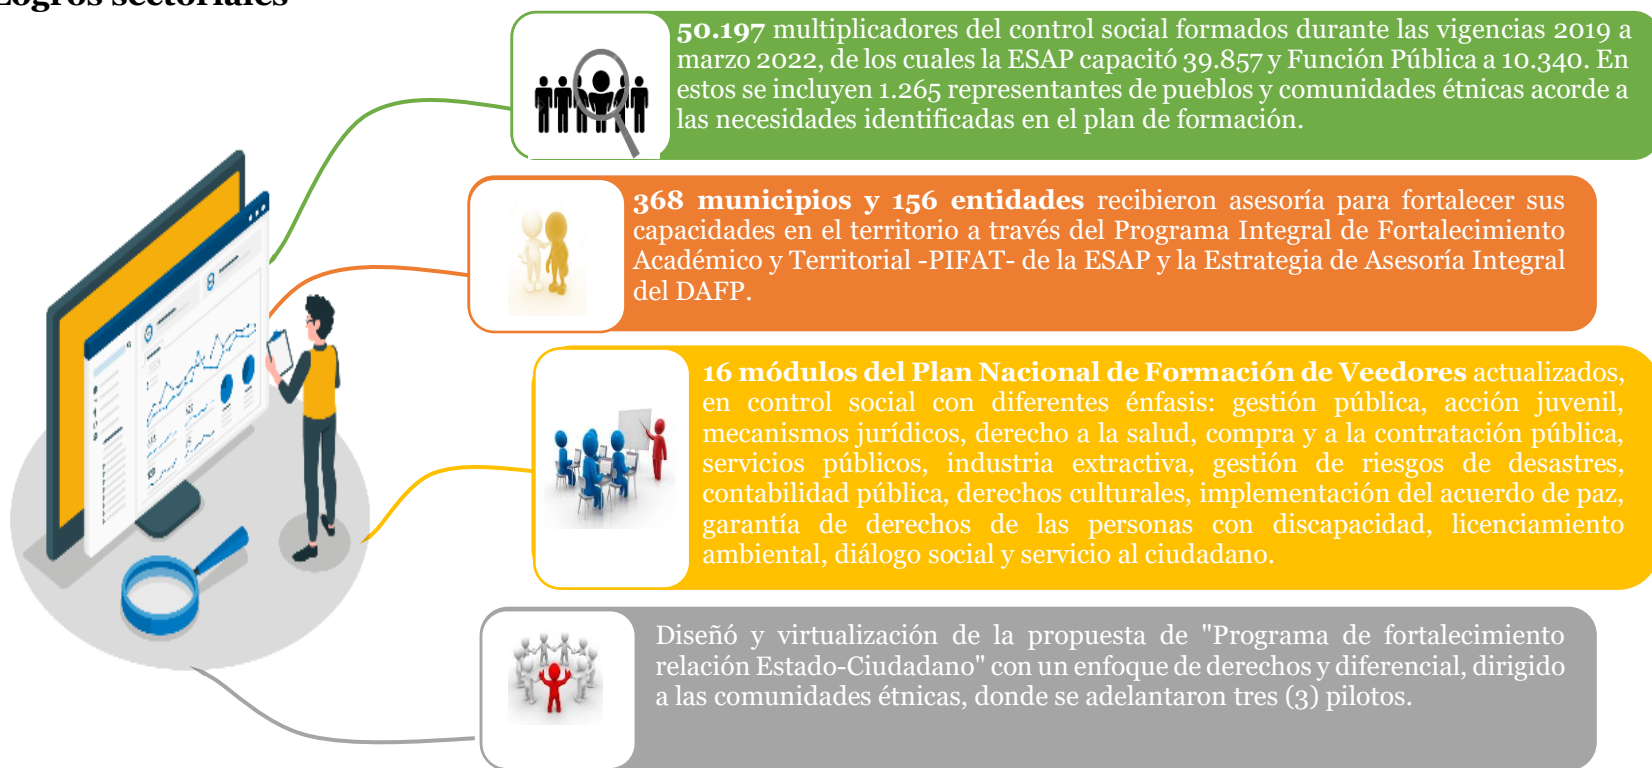 Logros sectoriales
50.197 multiplicadores del control social formados durante las vigencias 2019 a
marzo 2022, de los cuales la ESAP capacitó 39.857 y Función Pública a 10.340. En
estos se incluyen 1.265 representantes de pueblos y comunidades étnicas acorde a
las necesidades identificadas en el plan de formación.
368 municipios y 156 entidades recibieron asesoría para fortalecer sus
capacidades en el territorio a través del Programa Integral de Fortalecimiento
Académico y Territorial -PIFAT- de la ESAP y la Estrategia de Asesoría Integral
del DAFP.
16 módulos del Plan Nacional de Formación de Veedores actualizados,
en control social con diferentes énfasis: gestión pública, acción juvenil,
mecanismos jurídicos, derecho a la salud, compra y a la contratación pública,
servicios públicos, industria extractiva, gestión de riesgos de desastres,
contabilidad pública, derechos culturales, implementación del acuerdo de paz,
garantía de derechos de las personas con discapacidad, licenciamiento
ambiental, diálogo social y servicio al ciudadano.
Diseñó y virtualización de la propuesta de "Programa de fortalecimiento
relación Estado-Ciudadano" con un enfoque de derechos y diferencial, dirigido
a las comunidades étnicas, donde se adelantaron tres (3) pilotos.